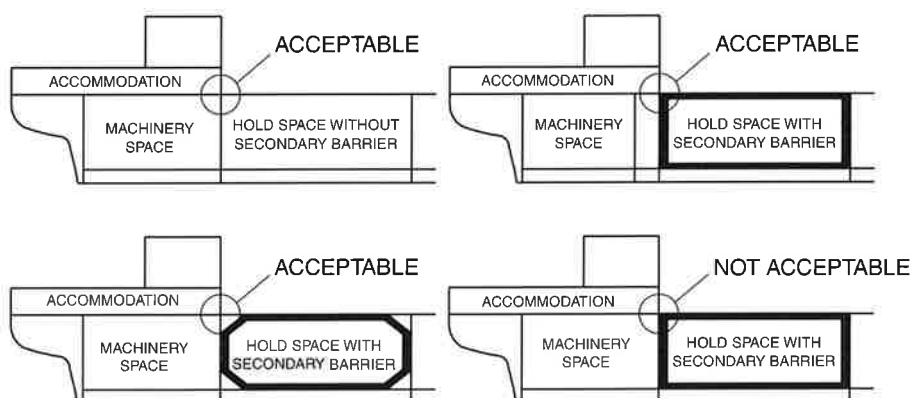 ACCEPTABLE
ACCOMMODATION
MACHINERY
SPACE
HOLD SPACE WITHOUT
SECONDARY BARRIER
ACCEPTABLE
ACCOMMODATION
MACHINERY
SPACE
HOLD SPACE WITH
SECONDARY BARRIER
ACCEPTABLE
ACCOMMODATION
MACHINERY
SPACE
HOLD SPACE WITH
SECONDARY BARRIER
NOT ACCEPTABLE
ACCOMMODATION
MACHINERY
SPACE
HOLD SPACE WITH
SECONDARY BARRIER